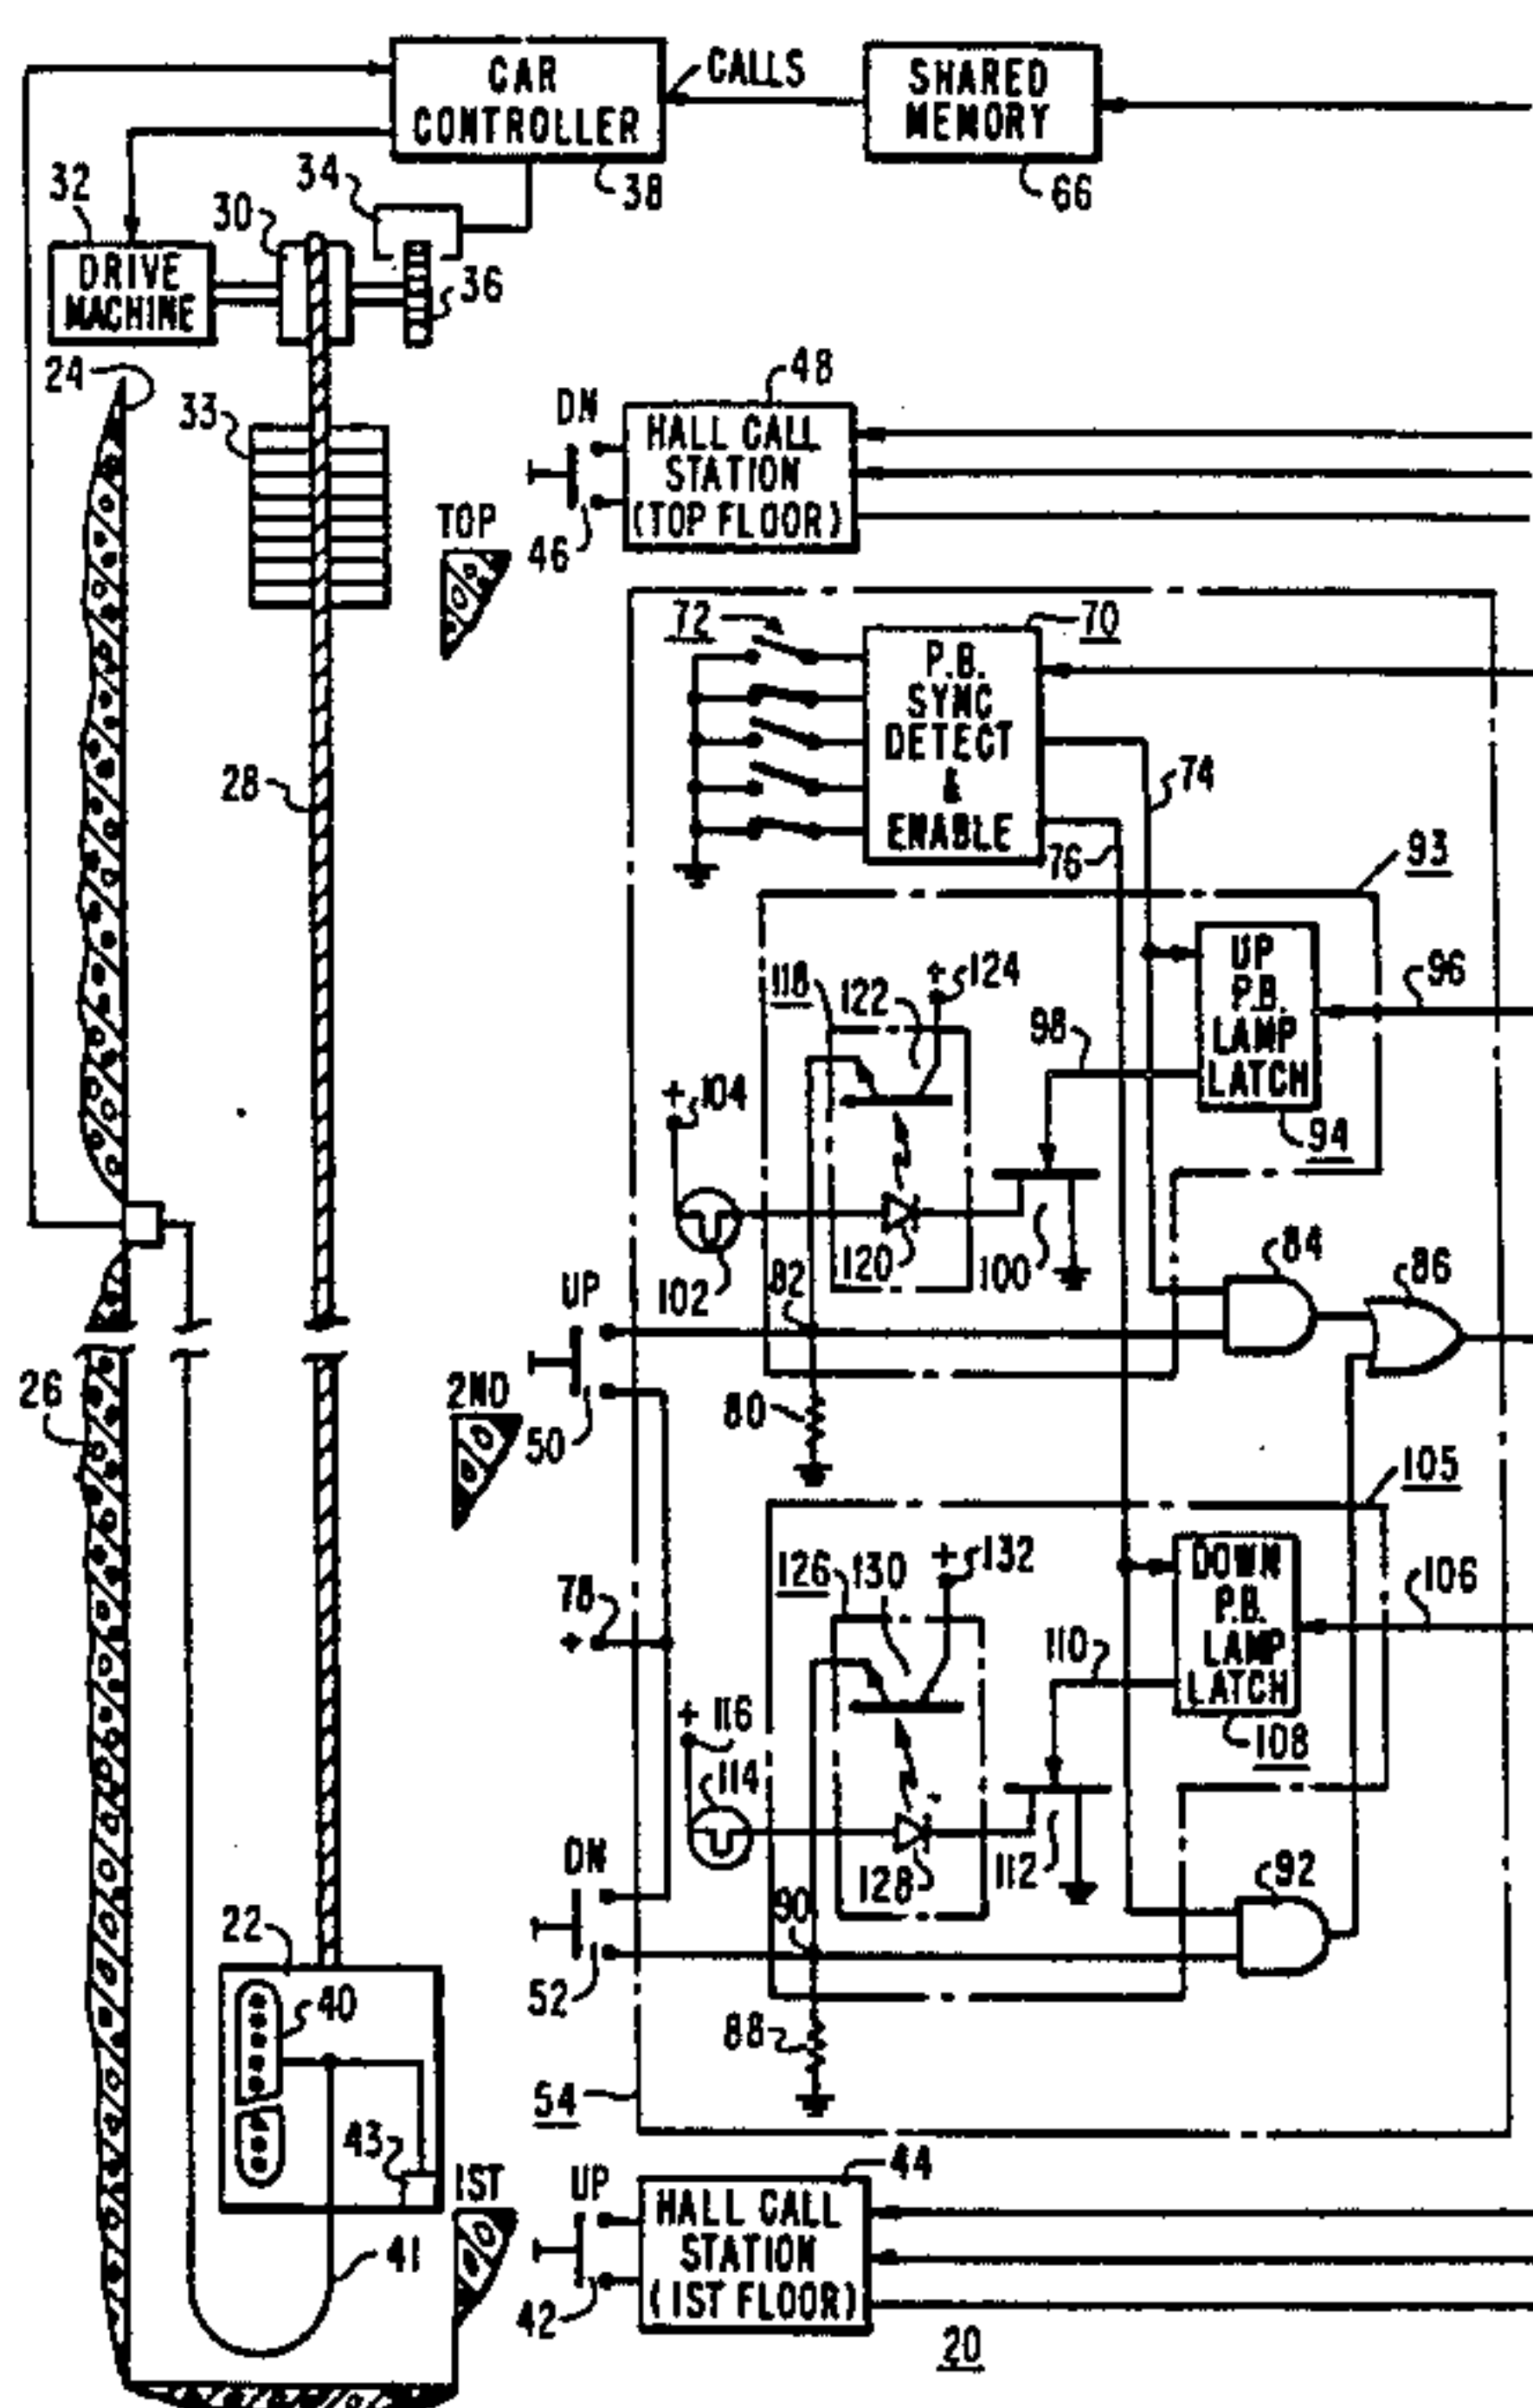 CAR
CONTROLLER
38
CALLS
SHARED
MEMORY
66
32
30
34
36
DRIVE
MACHINE
24
33
DN
46
48
HALL CALL
STATION
(TOP FLOOR)
TOP
72
70
P.B.
SYNC
DETECT
&
ENABLE
28
74
76
93
UP
P.B.
LAMP
LATCH
94
96
118
122
+
124
98
+
104
102
120
100
82
84
86
UP
50
2ND
26
80
105
78
+
126
130
+
132
DOWN
P.B.
LAMP
LATCH
108
106
110
+
116
114
128
112
DN
52
90
92
88
22
40
43
54
1ST
41
UP
42
44
HALL CALL
STATION
(1ST FLOOR)
20